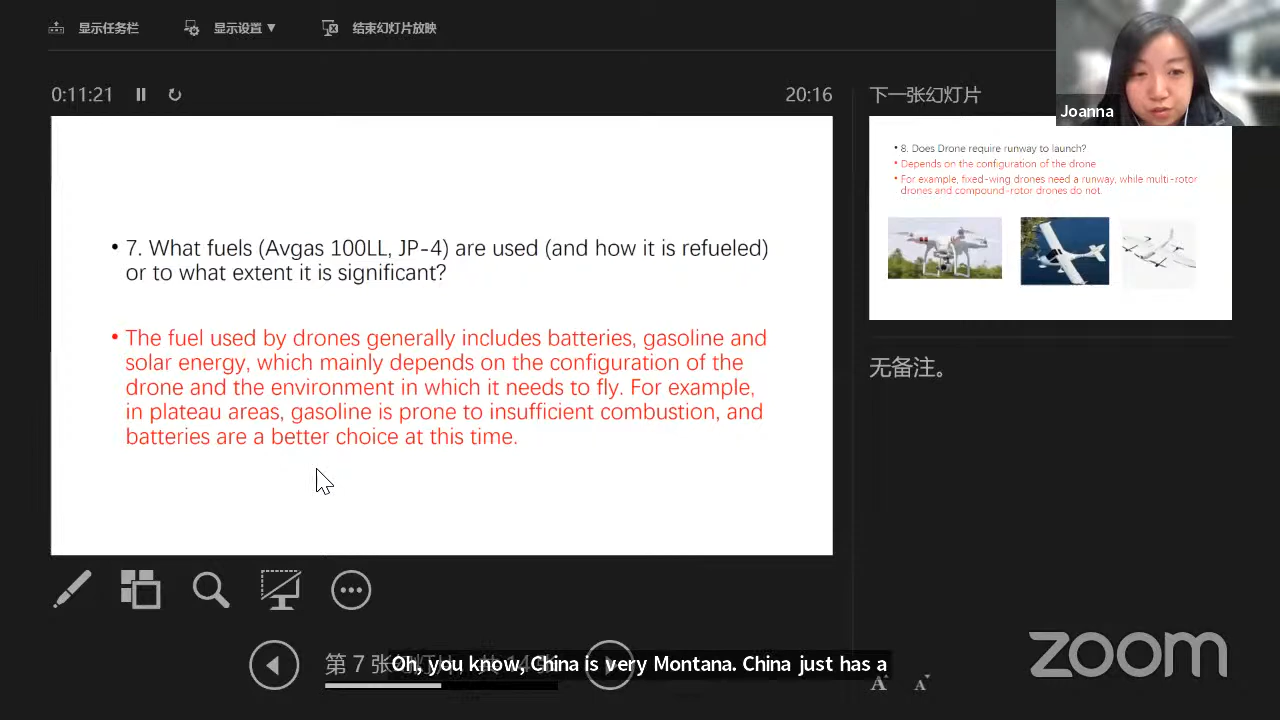 显示任务栏 显示设置 ▼ 结束幻灯片放映
0:11:21 20:16
• 7. What fuels (Avgas 100LL, JP-4) are used (and how it is refueled)
or to what extent it is significant?
• The fuel used by drones generally includes batteries, gasoline and
solar energy, which mainly depends on the configuration of the
drone and the environment in which it needs to fly. For example,
in plateau areas, gasoline is prone to insufficient combustion, and
batteries are a better choice at this time.
下一张幻灯片
Joanna
• 8. Does Drone require runway to launch?
• Depends on the configuration of the drone
• For example, fixed-wing drones need a runway, while multi-rotor
drones and compound-rotor drones do not.
无备注。
第 7 张
Oh, you know, China is very Montana. China just has a
A A
zoom